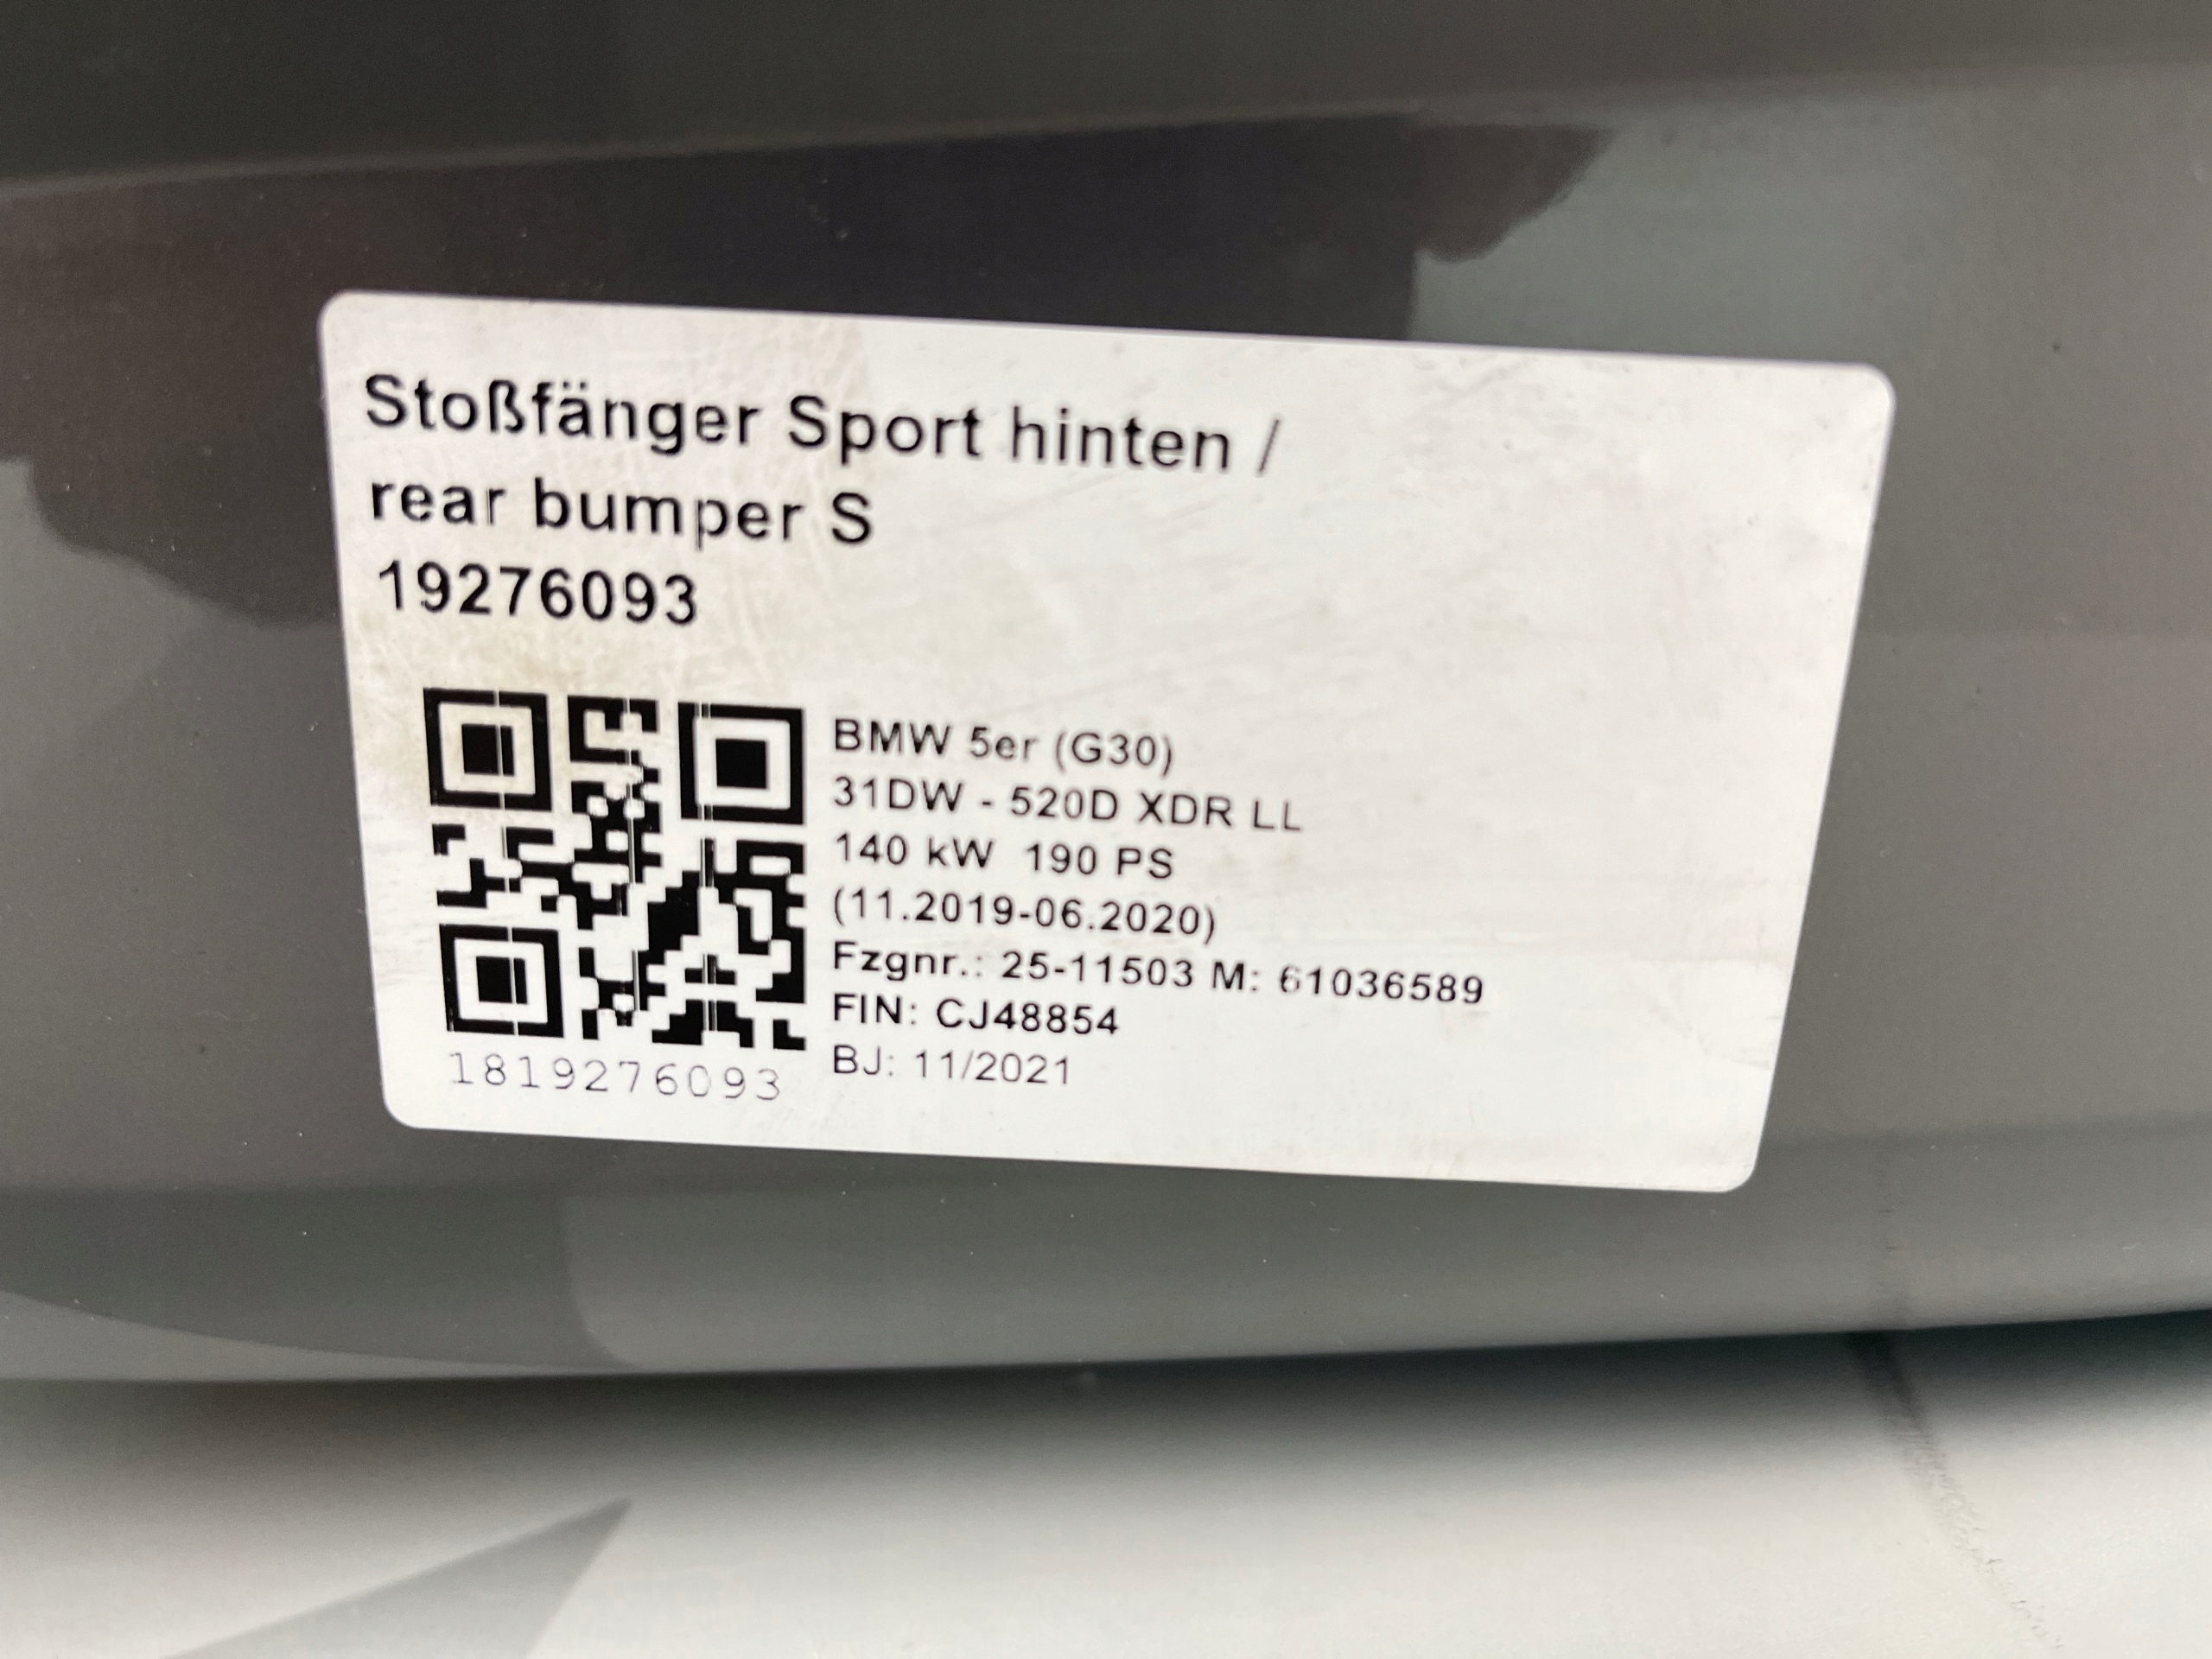 Stoßfänger Sport hinten /
rear bumper S
19276093
BMW 5er (G30)
31DW - 520D XDR LL
140 kW 190 PS
(11.2019-06.2020)
Fzgnr.: 25-11503 M: 61036589
FIN: CJ48854
BJ: 11/2021
1819276093